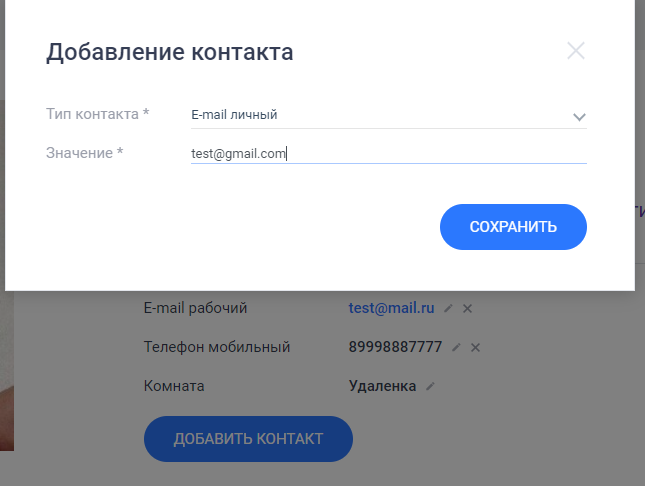 Добавление контакта
Тип контакта * E-mail личный
Значение * test@gmail.com
СОХРАНИТЬ
E-mail рабочий test@mail.ru
Телефон мобильный 89998887777
Комната Удаленка
ДОБАВИТЬ КОНТАКТ